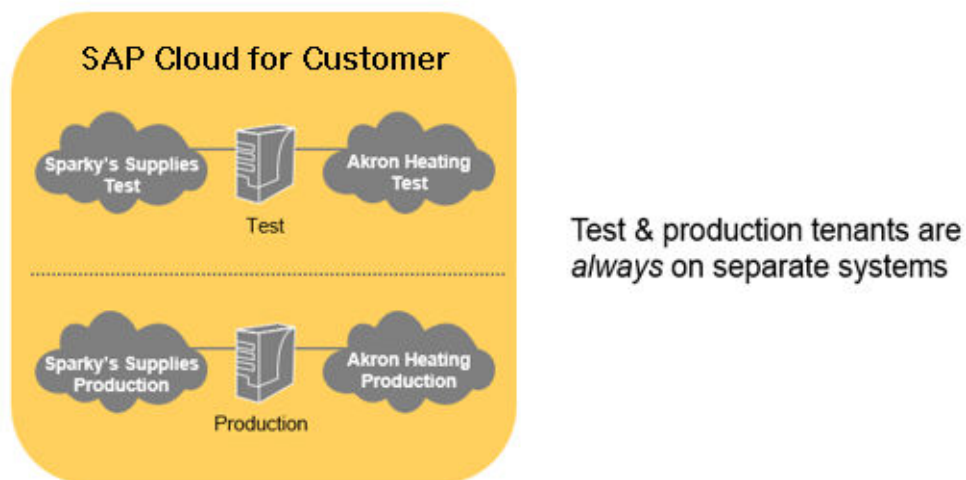 SAP Cloud for Customer
Sparky's Supplies
Test
Akron Heating
Test
Test
Test & production tenants are
always on separate systems
Sparky's Supplies
Production
Akron Heating
Production
Production